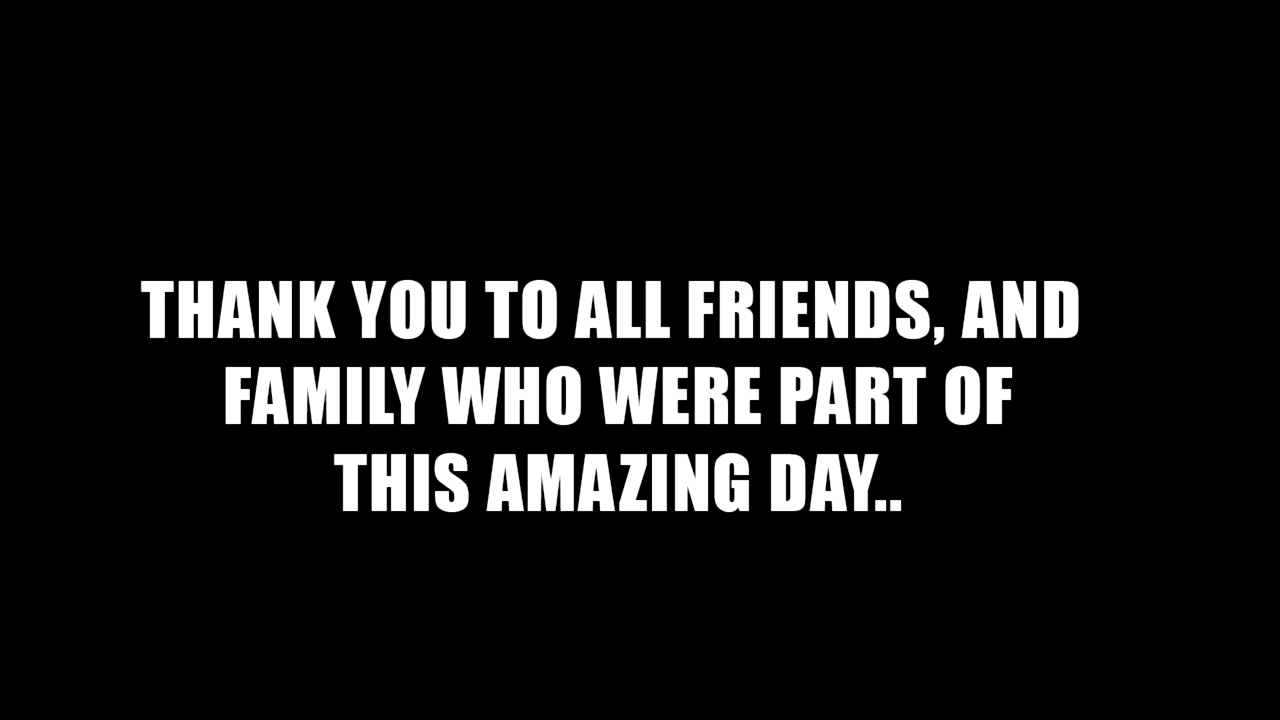 THANK YOU TO ALL FRIENDS, AND
FAMILY WHO WERE PART OF
THIS AMAZING DAY..